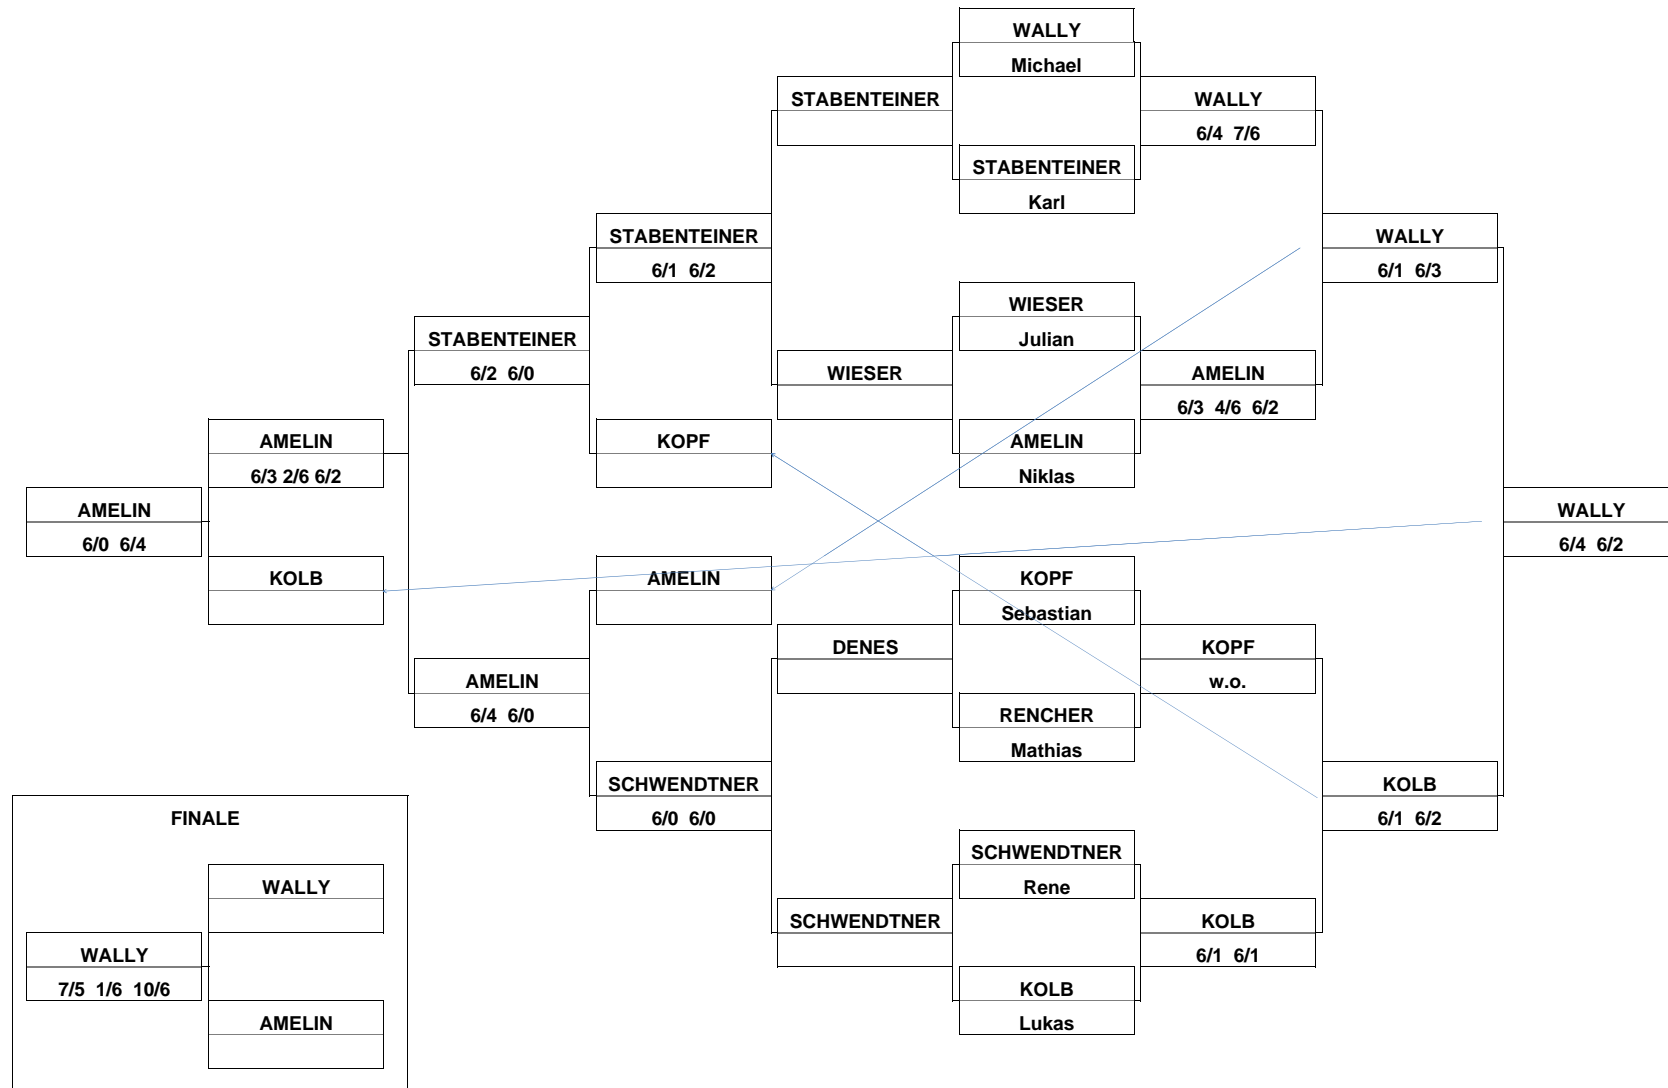 WALLY
Michael
STABENTEINER
WALLY
6/4 7/6
STABENTEINER
Karl
STABENTEINER
6/1 6/2
WALLY
6/1 6/3
WIESER
Julian
STABENTEINER
6/2 6/0
WIESER
AMELIN
6/3 4/6 6/2
AMELIN
6/3 2/6 6/2
KOPF
AMELIN
Niklas
AMELIN
6/0 6/4
WALLY
6/4 6/2
KOLB
AMELIN
KOPF
Sebastian
DENES
KOPF
w.o.
AMELIN
6/4 6/0
RENCHER
Mathias
SCHWENDTNER
6/0 6/0
KOLB
6/1 6/2
FINALE
SCHWENDTNER
Rene
WALLY
SCHWENDTNER
KOLB
6/1 6/1
WALLY
7/5 1/6 10/6
KOLB
Lukas
AMELIN